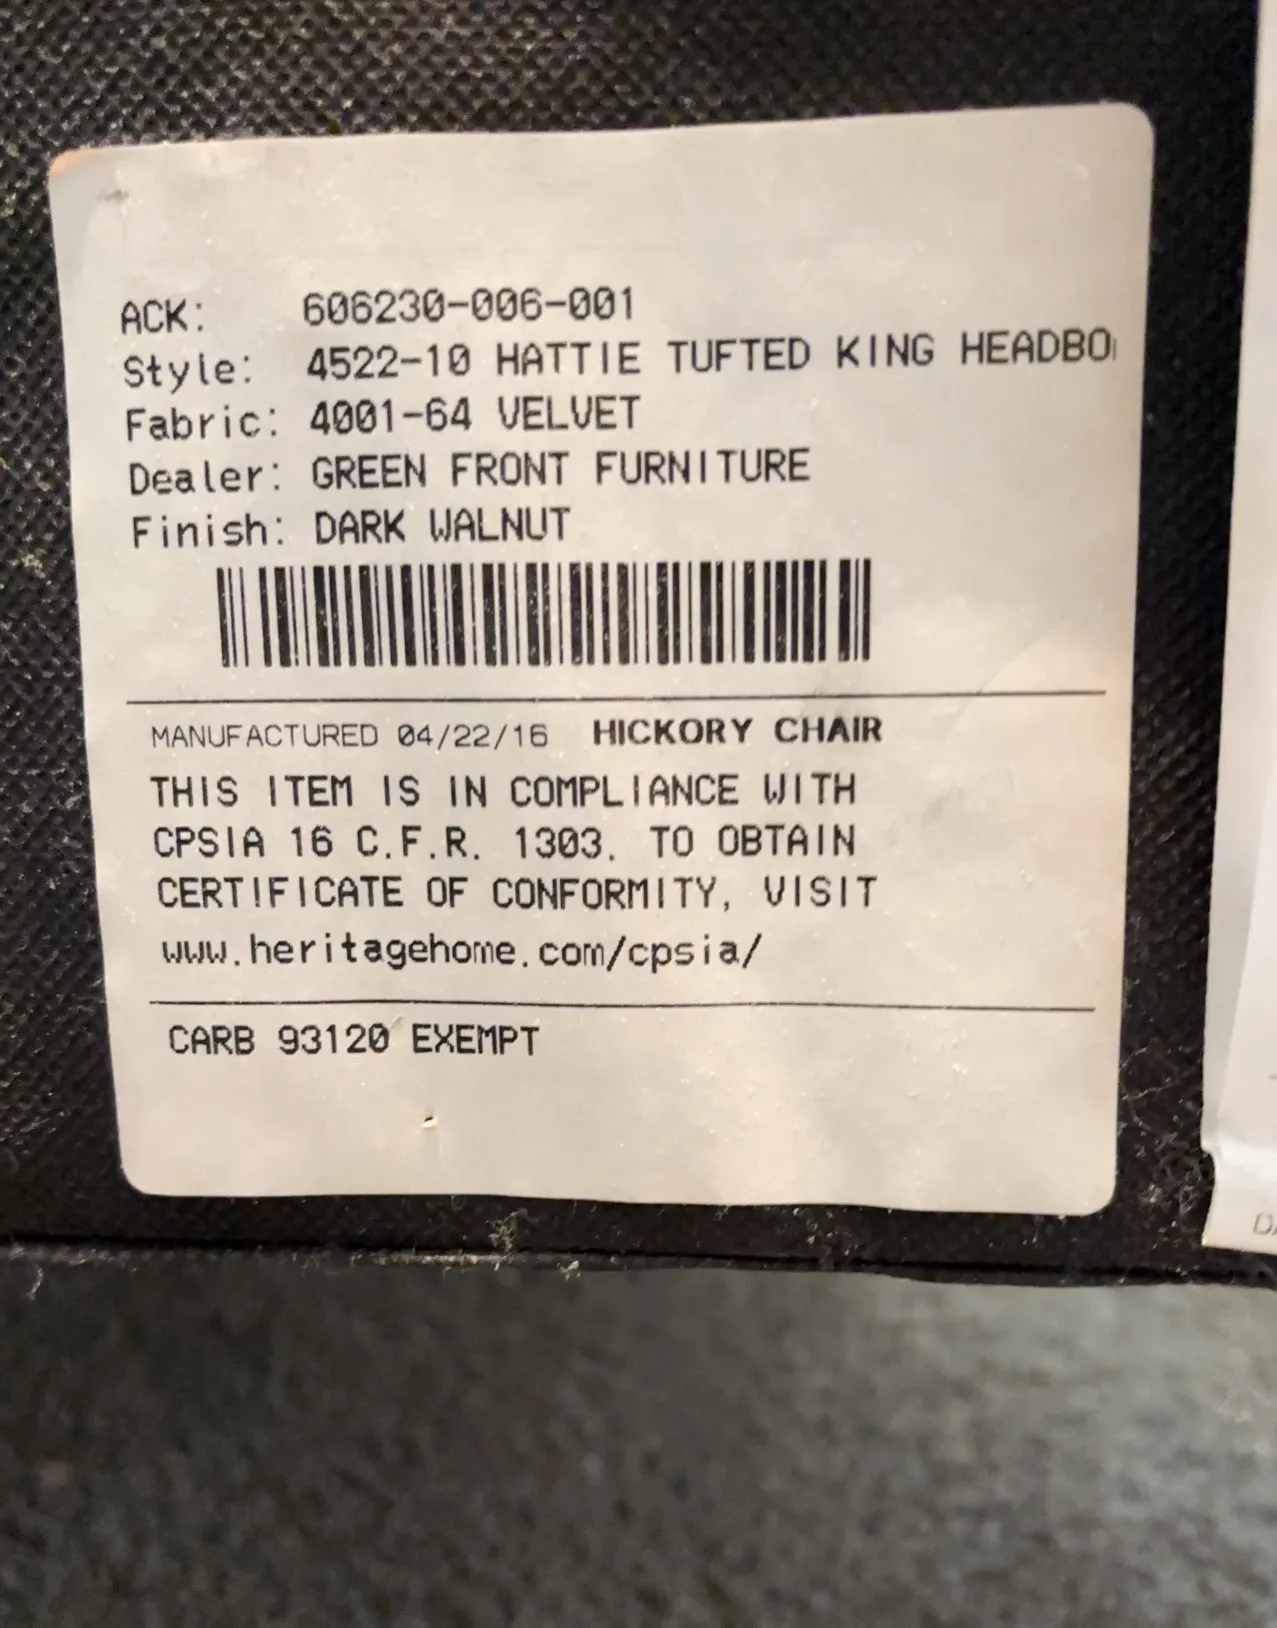 ACK: 606230-006-001
Style: 4522-10 HATTIE TUFTED KING HEADBO
Fabric: 4001-64 VELVET
Dealer: GREEN FRONT FURNITURE
Finish: DARK WALNUT
MANUFACTURED 04/22/16 HICKORY CHAIR
THIS ITEM IS IN COMPLIANCE WITH
CPSIA 16 C.F.R. 1303. TO OBTAIN
CERTIFICATE OF CONFORMITY, VISIT
www.heritagehome.com/cpsia/
CARB 93120 EXEMPT